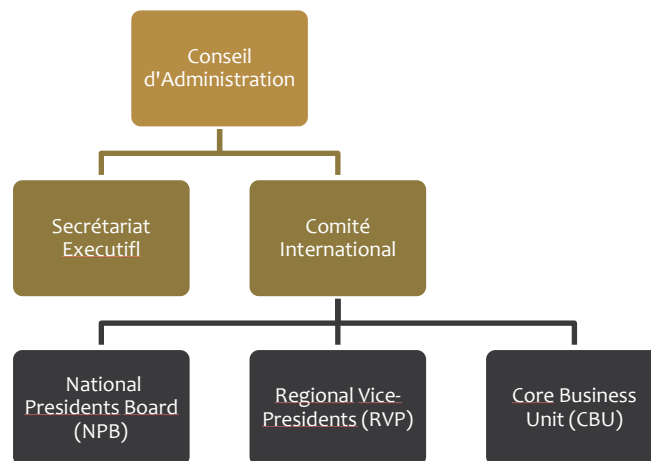 Conseil
d'Administration
Secrétariat
Executifl
Comité
International
National
Presidents Board
(NPB)
Regional Vice-
Presidents (RVP)
Core Business
Unit (CBU)